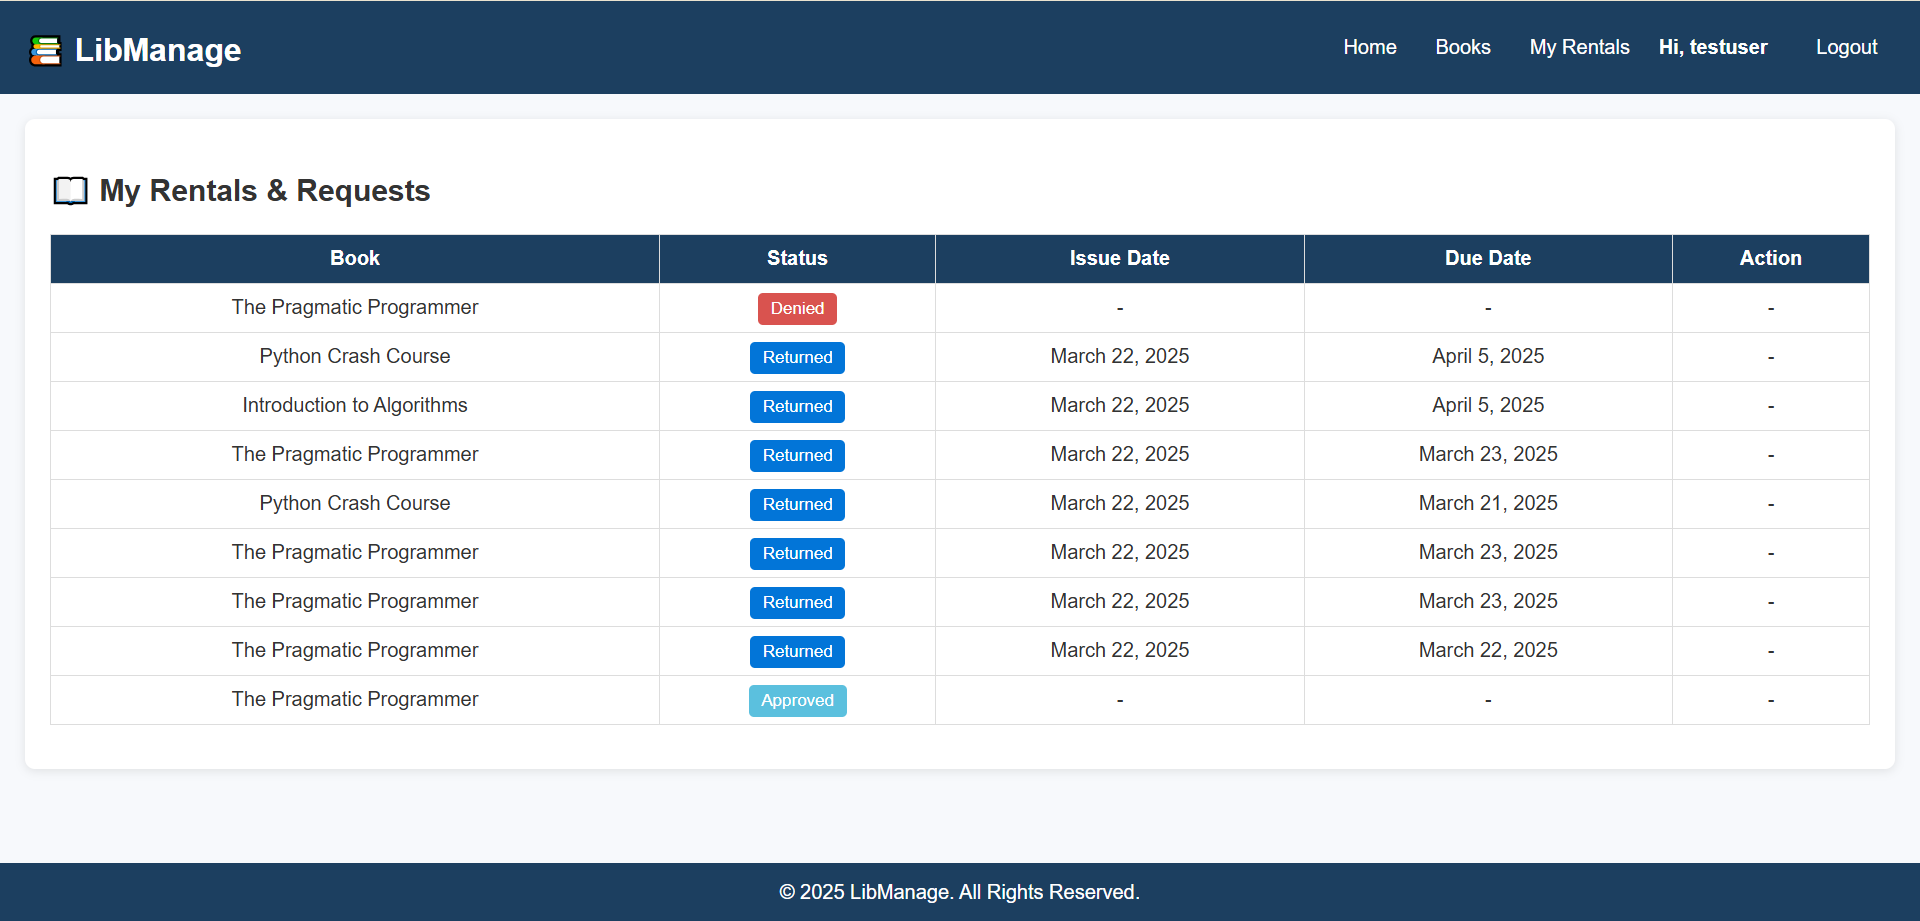 LibManage
Home Books My Rentals Hi, testuser Logout
My Rentals & Requests
Book Status Issue Date Due Date Action
The Pragmatic Programmer Denied - - -
Python Crash Course Returned March 22, 2025 April 5, 2025 -
Introduction to Algorithms Returned March 22, 2025 April 5, 2025 -
The Pragmatic Programmer Returned March 22, 2025 March 23, 2025 -
Python Crash Course Returned March 22, 2025 March 21, 2025 -
The Pragmatic Programmer Returned March 22, 2025 March 23, 2025 -
The Pragmatic Programmer Returned March 22, 2025 March 23, 2025 -
The Pragmatic Programmer Returned March 22, 2025 March 22, 2025 -
The Pragmatic Programmer Approved - - -
© 2025 LibManage. All Rights Reserved.